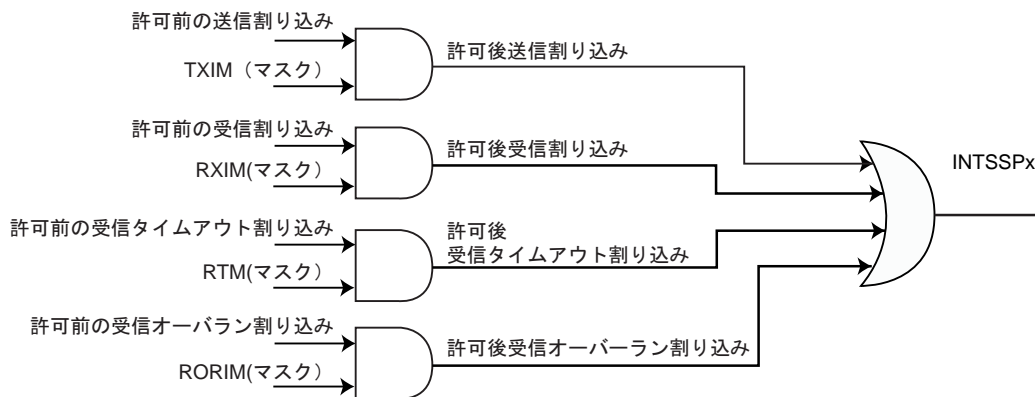 許可前の送信割り込み
TXIM（マスク）
許可後送信割り込み
許可前の受信割り込み
RXIM(マスク）
許可後受信割り込み
INTSSPx
許可前の受信タイムアウト割り込み
RTM(マスク）
許可後
受信タイムアウト割り込み
許可前の受信オーバラン割り込み
RORIM(マスク）
許可後受信オーバーラン割り込み